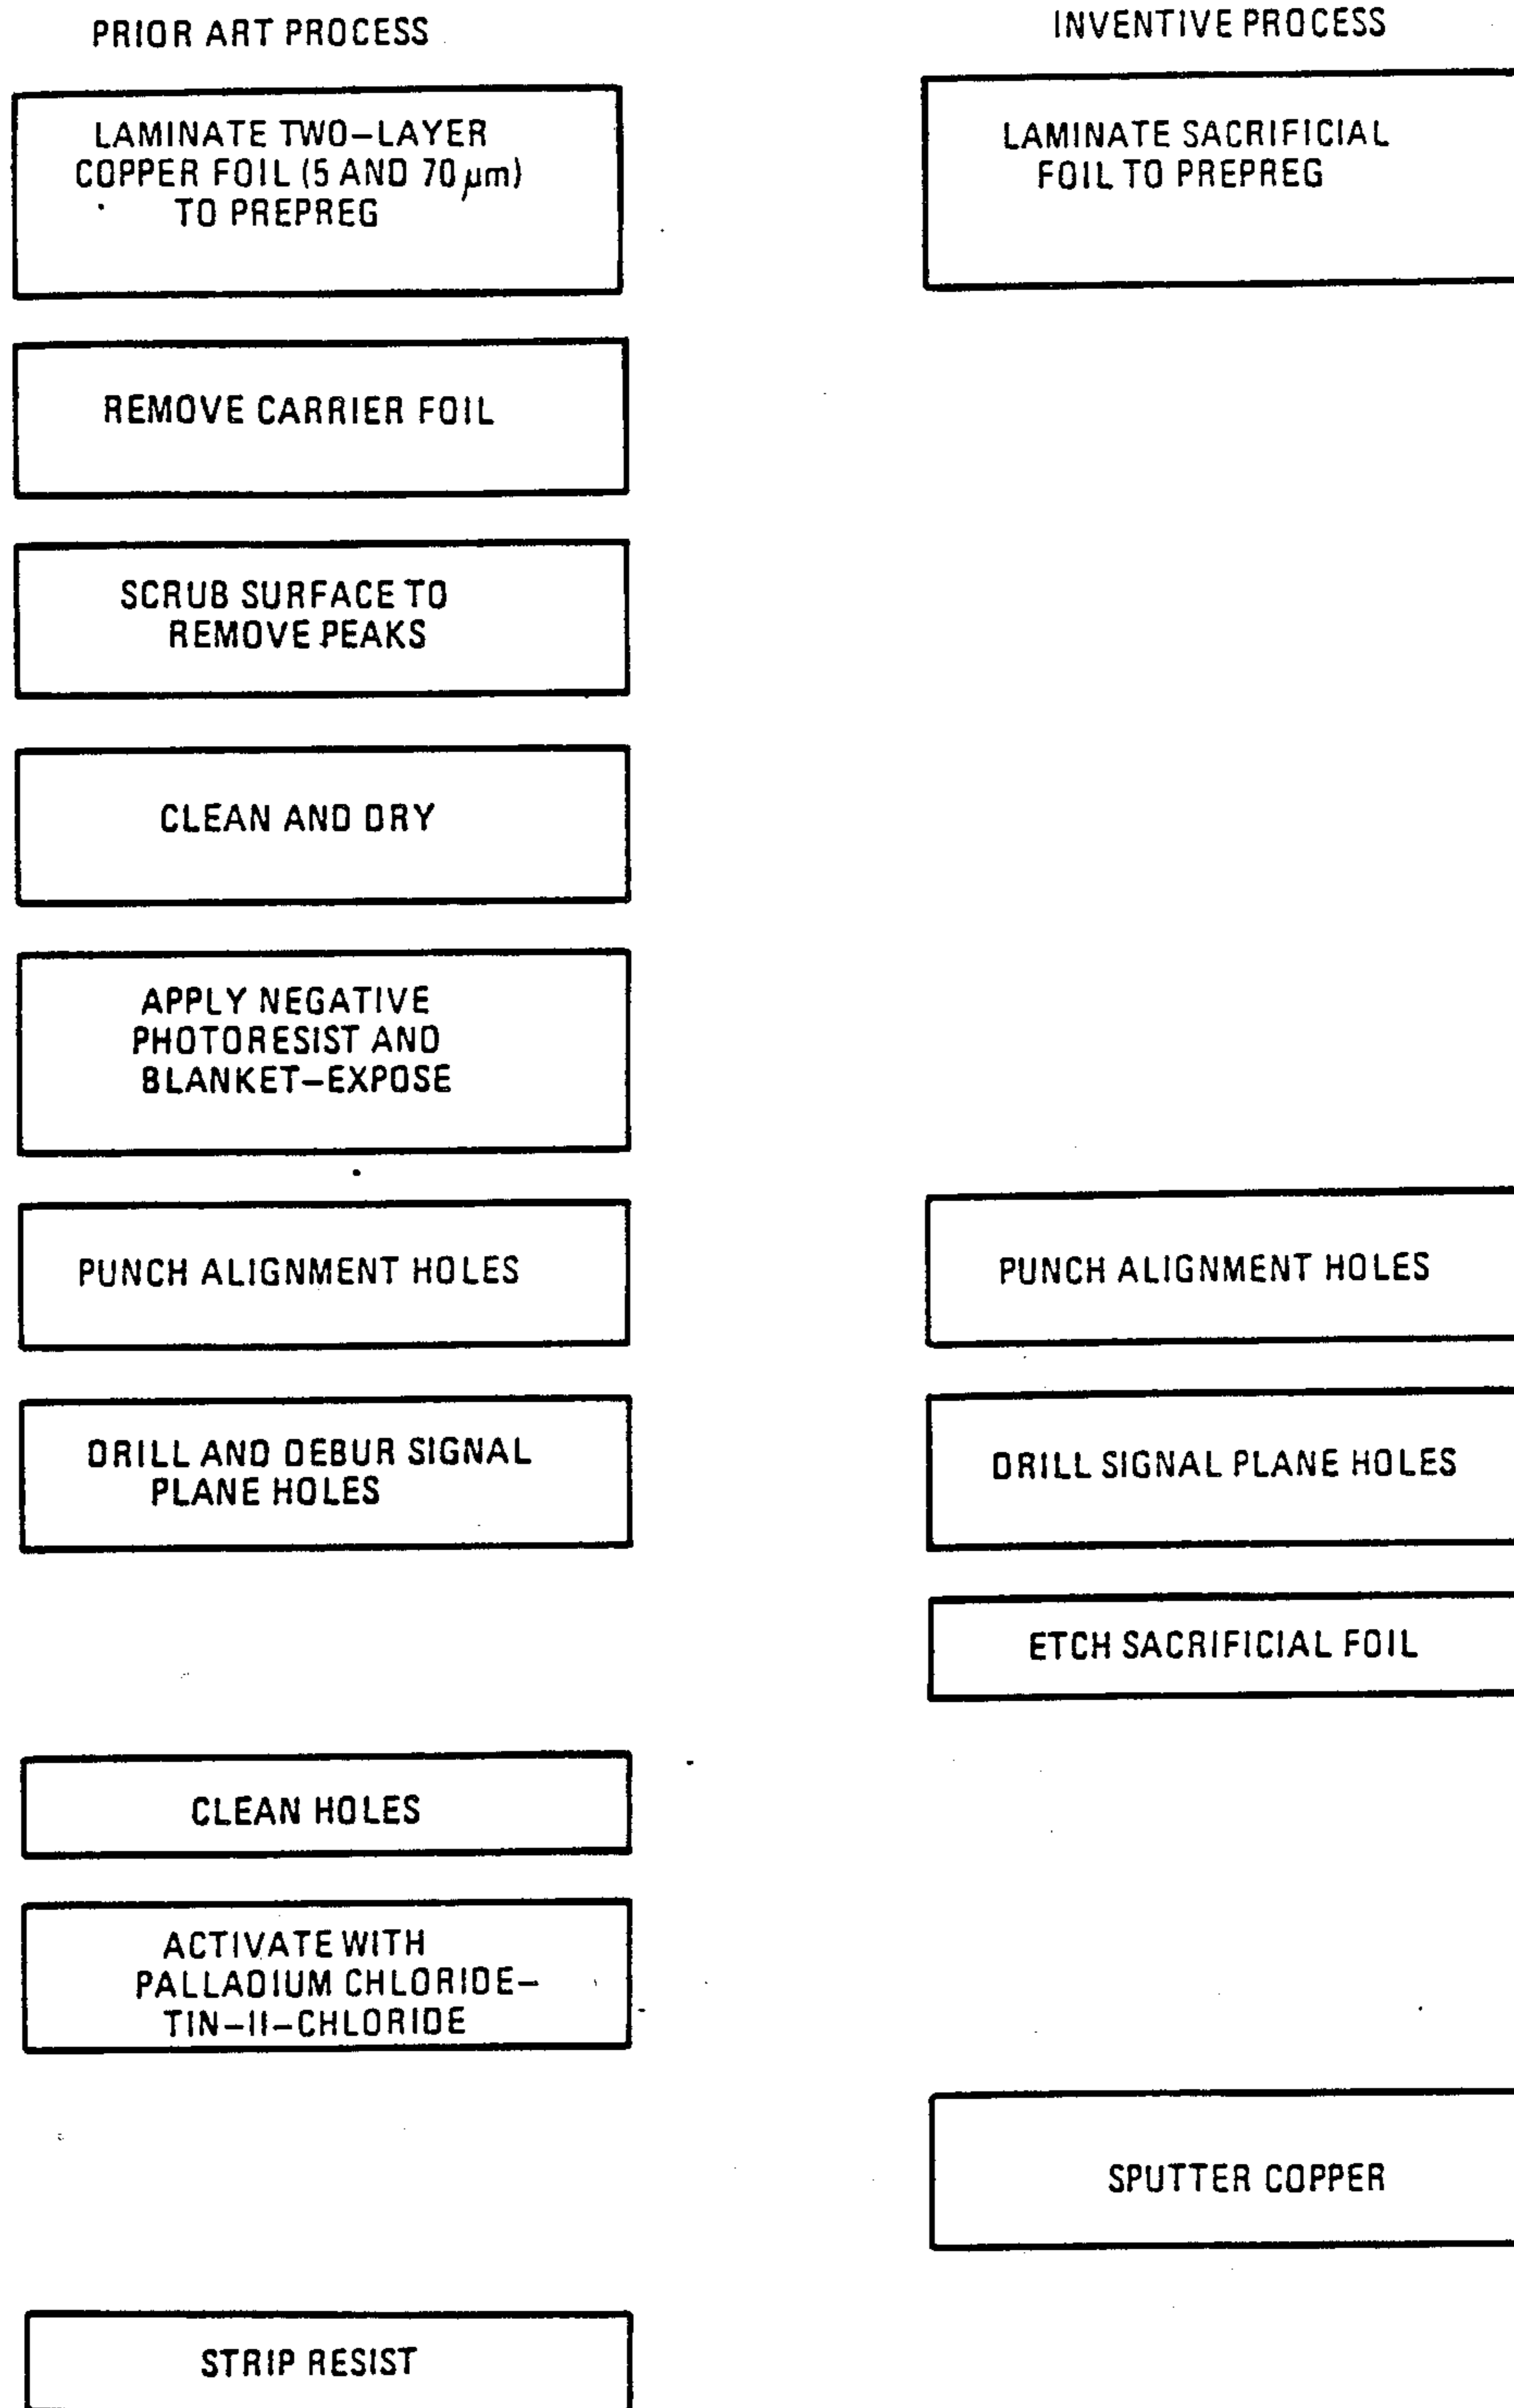 PRIOR ART PROCESS
LAMINATE TWO-LAYER
COPPER FOIL (5 AND 70 µm)
TO PREPREG
REMOVE CARRIER FOIL
SCRUB SURFACE TO
REMOVE PEAKS
CLEAN AND DRY
APPLY NEGATIVE
PHOTORESIST AND
BLANKET-EXPOSE
PUNCH ALIGNMENT HOLES
DRILL AND DEBUR SIGNAL
PLANE HOLES
CLEAN HOLES
ACTIVATE WITH
PALLADIUM CHLORIDE-
TIN-II-CHLORIDE
STRIP RESIST
INVENTIVE PROCESS
LAMINATE SACRIFICIAL
FOIL TO PREPREG
PUNCH ALIGNMENT HOLES
DRILL SIGNAL PLANE HOLES
ETCH SACRIFICIAL FOIL
SPUTTER COPPER